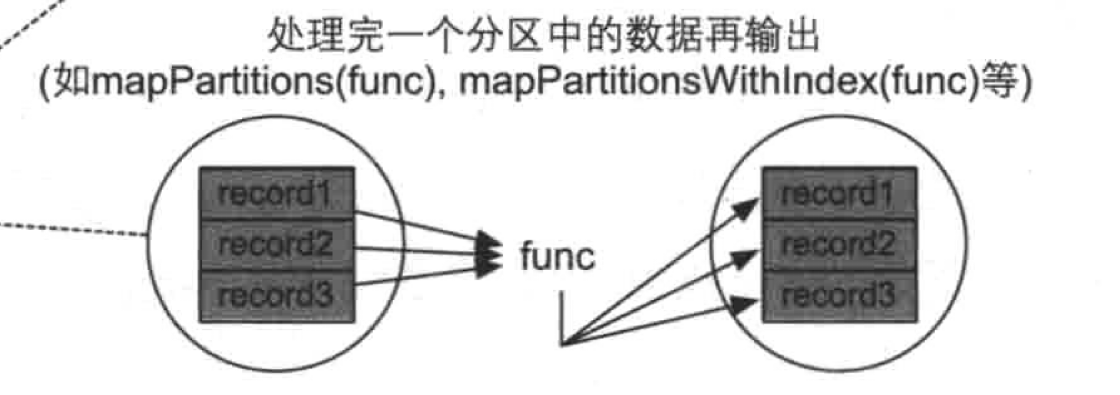 处理完一个分区中的数据再输出
(如mapPartitions(func), mapPartitionsWithIndex(func)等)
record1
record2
record3
func
record1
record2
record3